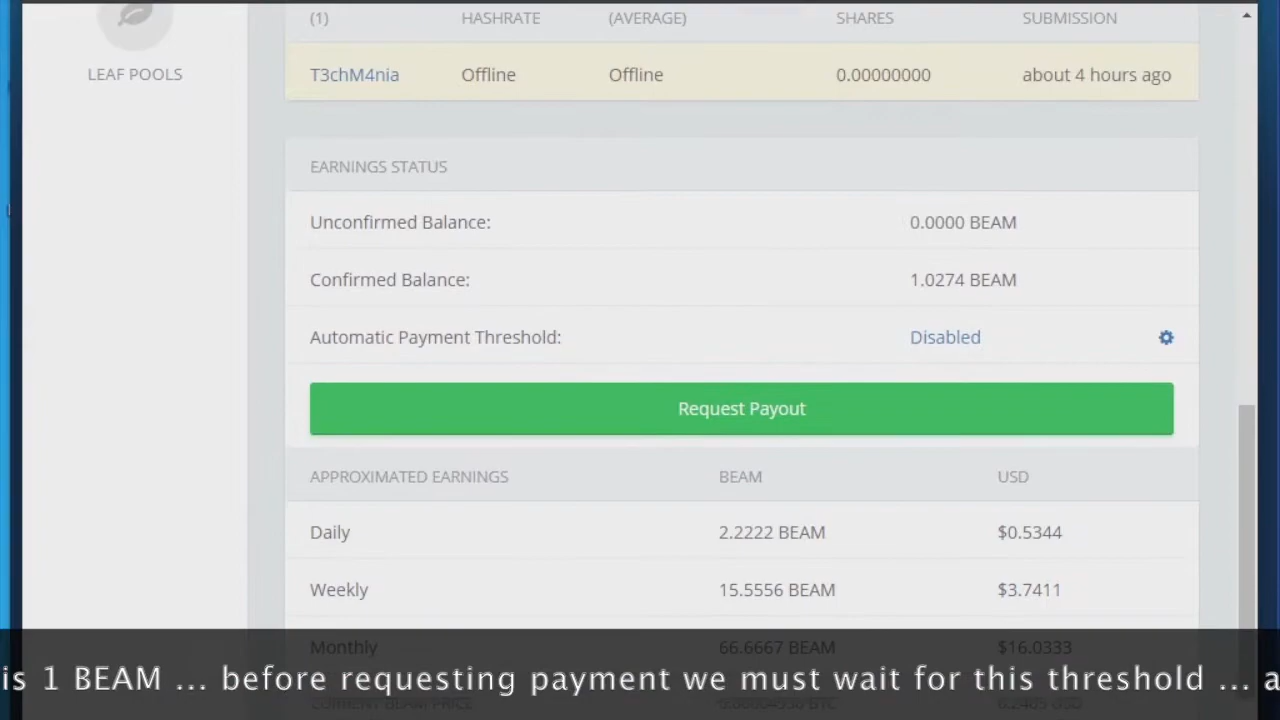 (1) HASHRATE (AVERAGE) SHARES SUBMISSION
LEAF POOLS
T3chM4nia Offline Offline 0.00000000 about 4 hours ago
EARNINGS STATUS
Unconfirmed Balance: 0.0000 BEAM
Confirmed Balance: 1.0274 BEAM
Automatic Payment Threshold: Disabled
Request Payout
APPROXIMATED EARNINGS BEAM USD
Daily 2.2222 BEAM $0.5344
Weekly 15.5556 BEAM $3.7411
Monthly 66.6667 BEAM $16.0333
is 1 BEAM ... before requesting payment we must wait for this threshold ... a